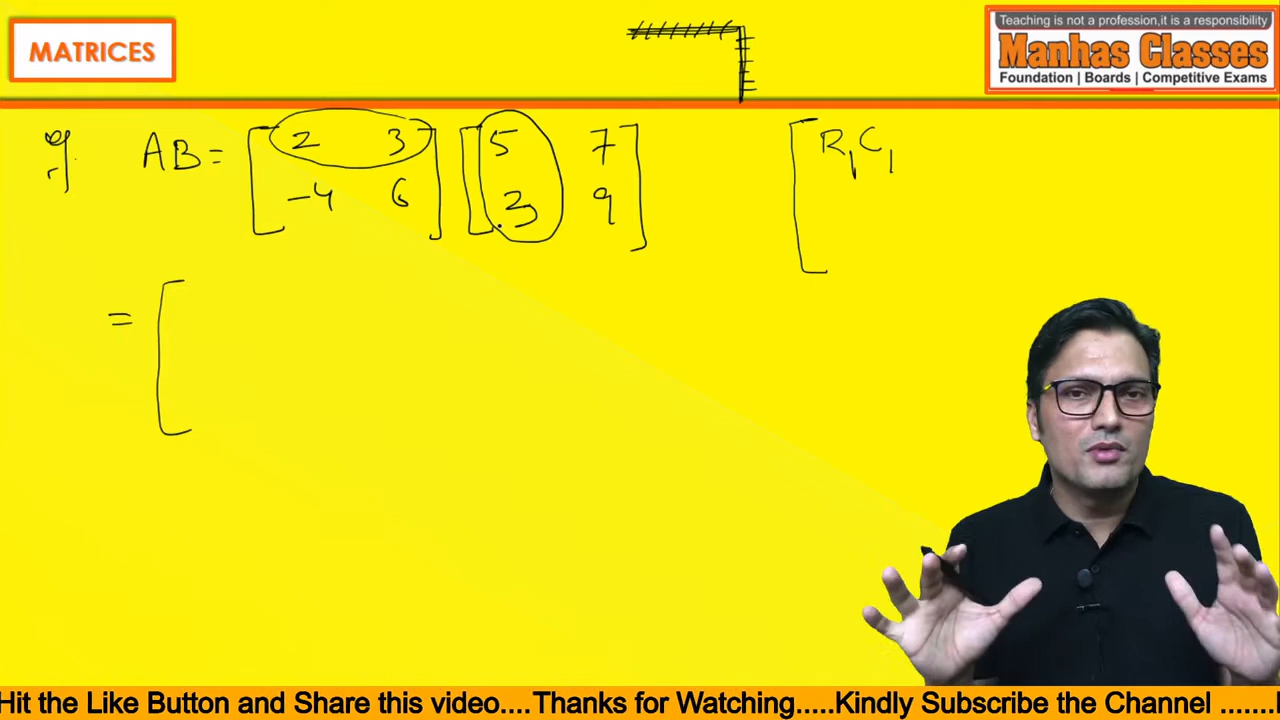 MATRICES
Teaching is not a profession,it is a responsibility
Manhas Classes
Foundation | Boards | Competitive Exams
eg AB = [ 2 3 [ 5 7 [ R₁C₁
1) -4 6 ] .3 9 ]
= [
Hit the Like Button and Share this video....Thanks for Watching.....Kindly Subscribe the Channel ........